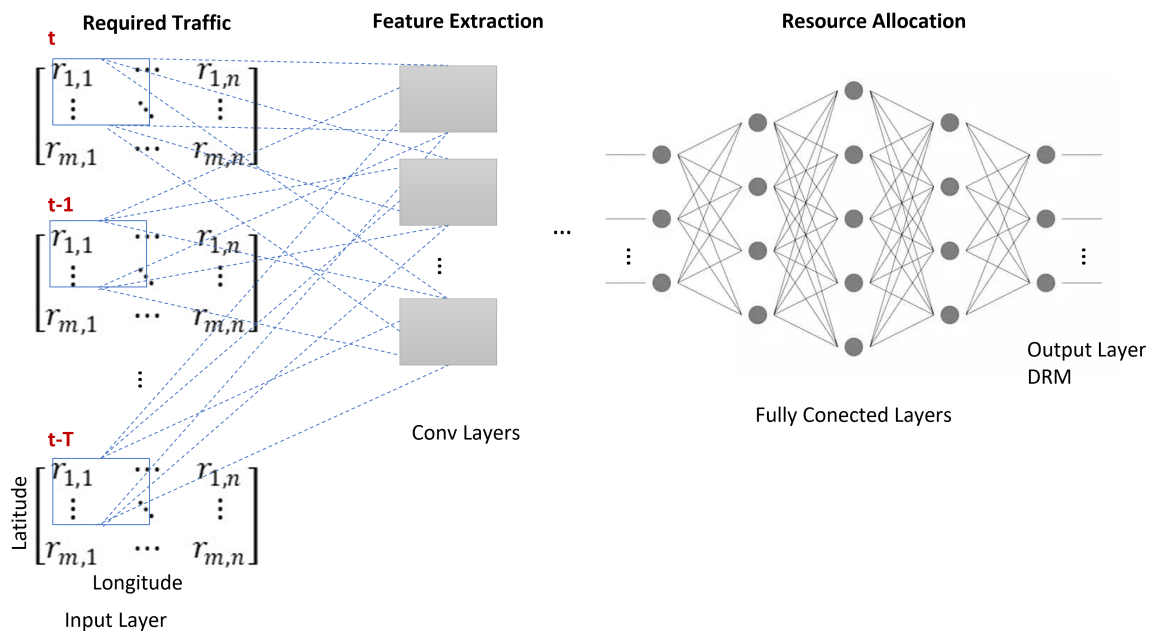 Required Traffic
Feature Extraction
Resource Allocation
t
r1,1 ⋯ r1,n
⋮ ⋱ ⋮
rm,1 ⋯ rm,n
t-1
r1,1 ⋯ r1,n
⋮ ⋱ ⋮
rm,1 ⋯ rm,n
⋮
t-T
r1,1 ⋯ r1,n
⋮ ⋱ ⋮
rm,1 ⋯ rm,n
Latitude
Longitude
Input Layer
⋮
Conv Layers
...
⋮
⋮
Fully Conected Layers
Output Layer
DRM